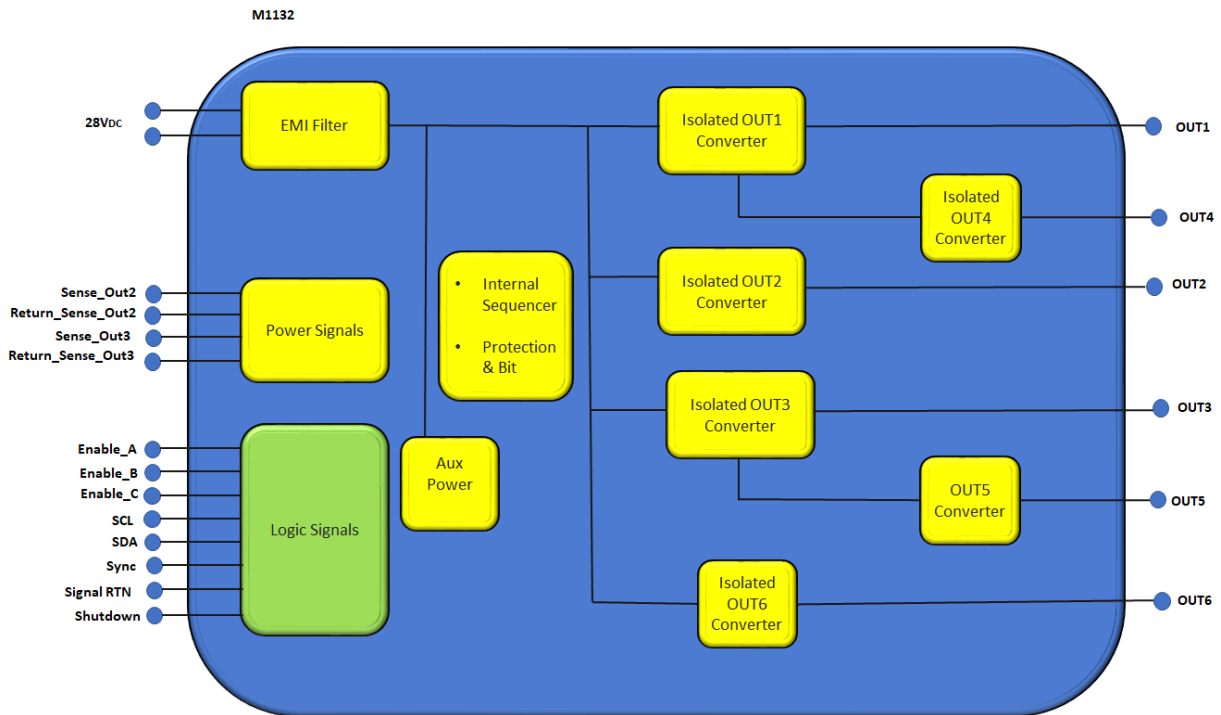 M1132
28VDC
EMI Filter
Isolated OUT1
Converter
OUT1
Isolated
OUT4
Converter
OUT4
Sense_Out2
Return_Sense_Out2
Sense_Out3
Return_Sense_Out3
Power Signals
• Internal
Sequencer
• Protection
& Bit
Isolated OUT2
Converter
OUT2
Isolated OUT3
Converter
OUT3
Enable_A
Enable_B
Enable_C
SCL
SDA
Sync
Signal RTN
Shutdown
Logic Signals
Aux
Power
OUT5
Converter
OUT5
Isolated
OUT6
Converter
OUT6